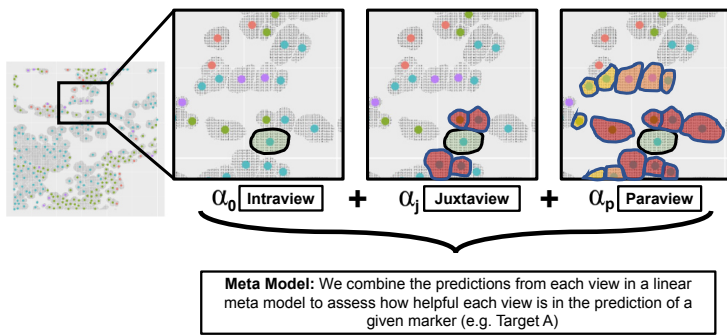 α0 Intraview + αj Juxtaview + αp Paraview
Meta Model: We combine the predictions from each view in a linear
meta model to assess how helpful each view is in the prediction of a
given marker (e.g. Target A)